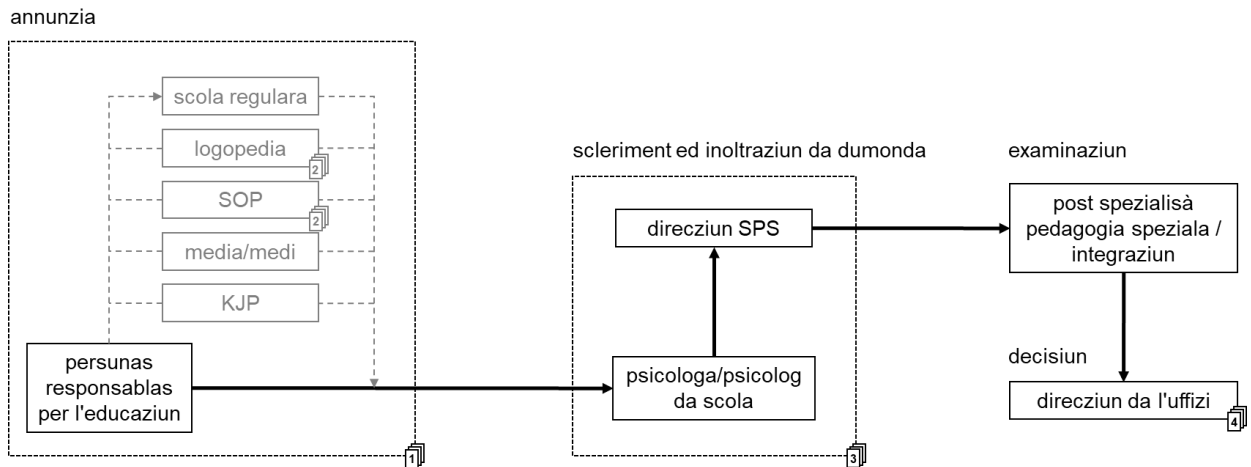 annunzia
scola regulara
logopedia
2
SOP
2
media/medi
KJP
persunas
responsablas
per l'educaziun
1
scleriment ed inoltraziun da dumonda
direcziun SPS
psicologa/psicolog
da scola
3
examinaziun
post spezialisà
pedagogia speziala /
integraziun
decisiun
direcziun da l'uffizi
4